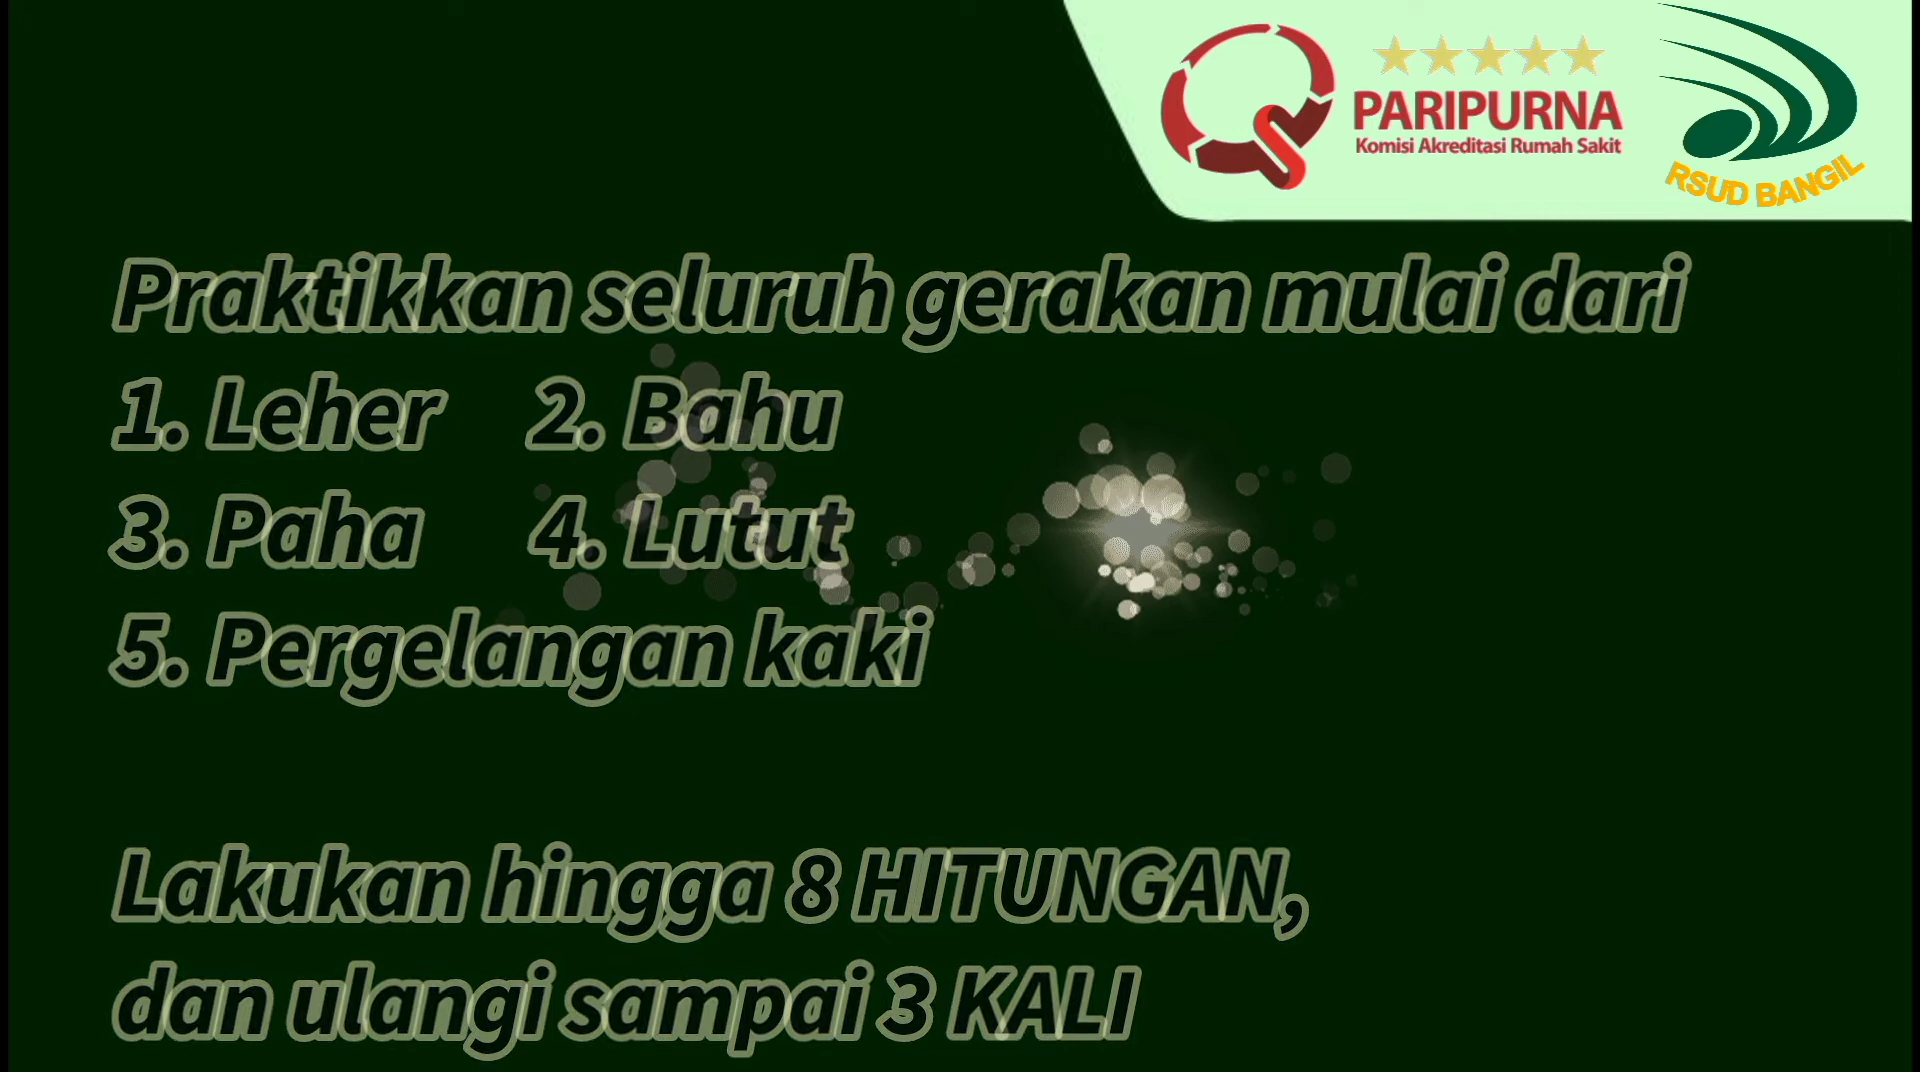 PARIPURNA
Komisi Akreditasi Rumah Sakit
RSUD BANGIL
Praktikkan seluruh gerakan mulai dari
1. Leher 2. Bahu
3. Paha 4. Lutut
5. Pergelangan kaki
Lakukan hingga 8 HITUNGAN,
dan ulangi sampai 3 KALI